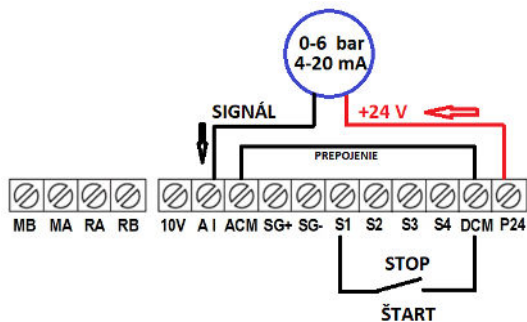 0-6 bar
4-20 mA
SIGNÁL
+24 V
PREPOJENIE
MB MA RA RB 10V A I ACM SG+ SG- S1 S2 S3 S4 DCM P24
STOP
ŠTART